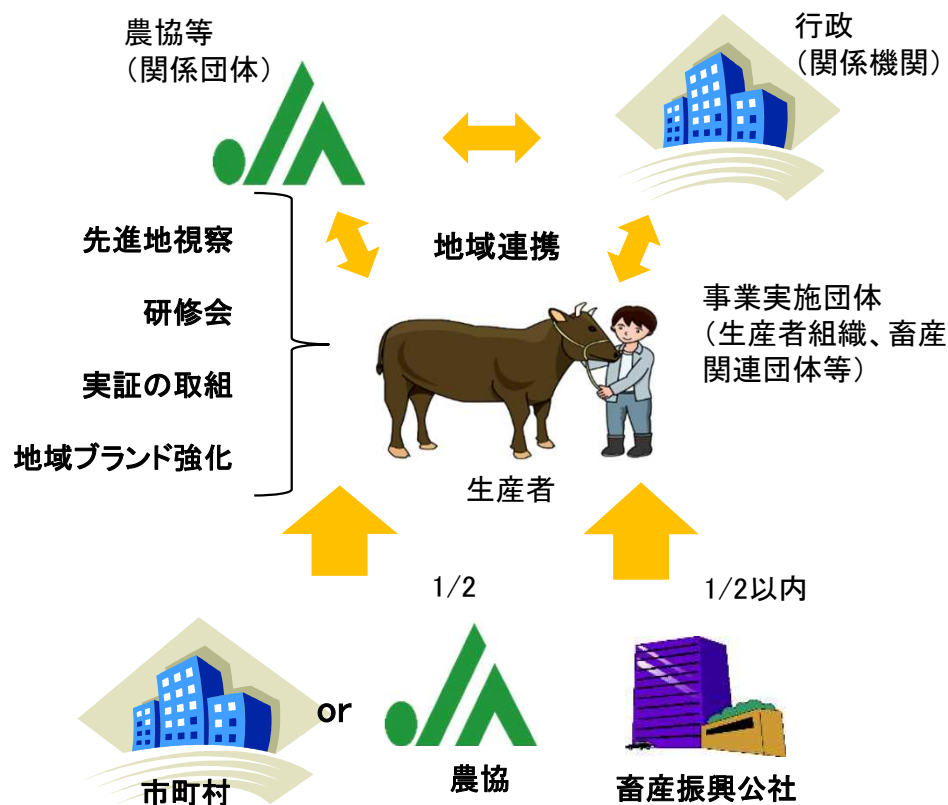 農協等
（関係団体）
行政
（関係機関）
先進地視察
研修会
実証の取組
地域ブランド強化
地域連携
事業実施団体
（生産者組織、畜産
関連団体等）
生産者
1/2
1/2以内
or
市町村
農協
畜産振興公社